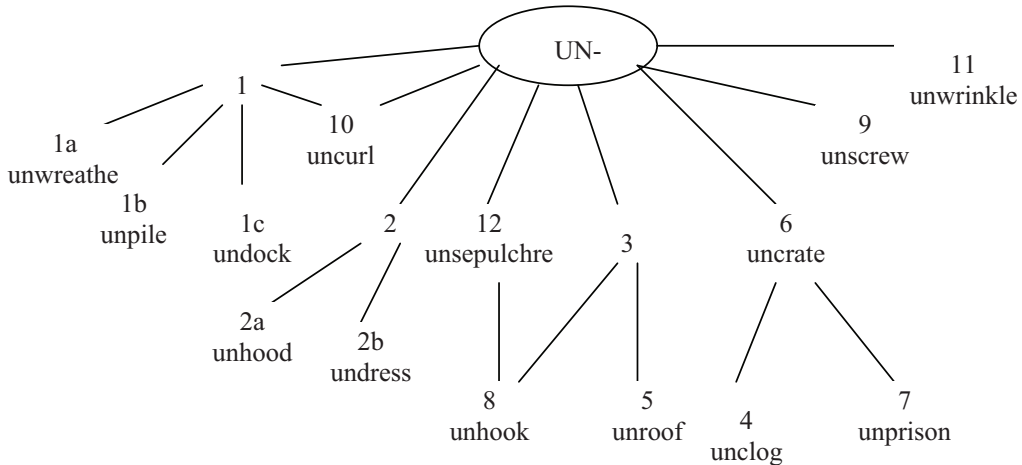 UN-
1
11
unwrinkle
10
uncurl
9
unscrew
1a
unwreathe
1b
unpile
1c
undock
2
12
unsepulchre
3
6
uncrate
2a
unhood
2b
undress
8
unhook
5
unroof
4
unclog
7
unprison